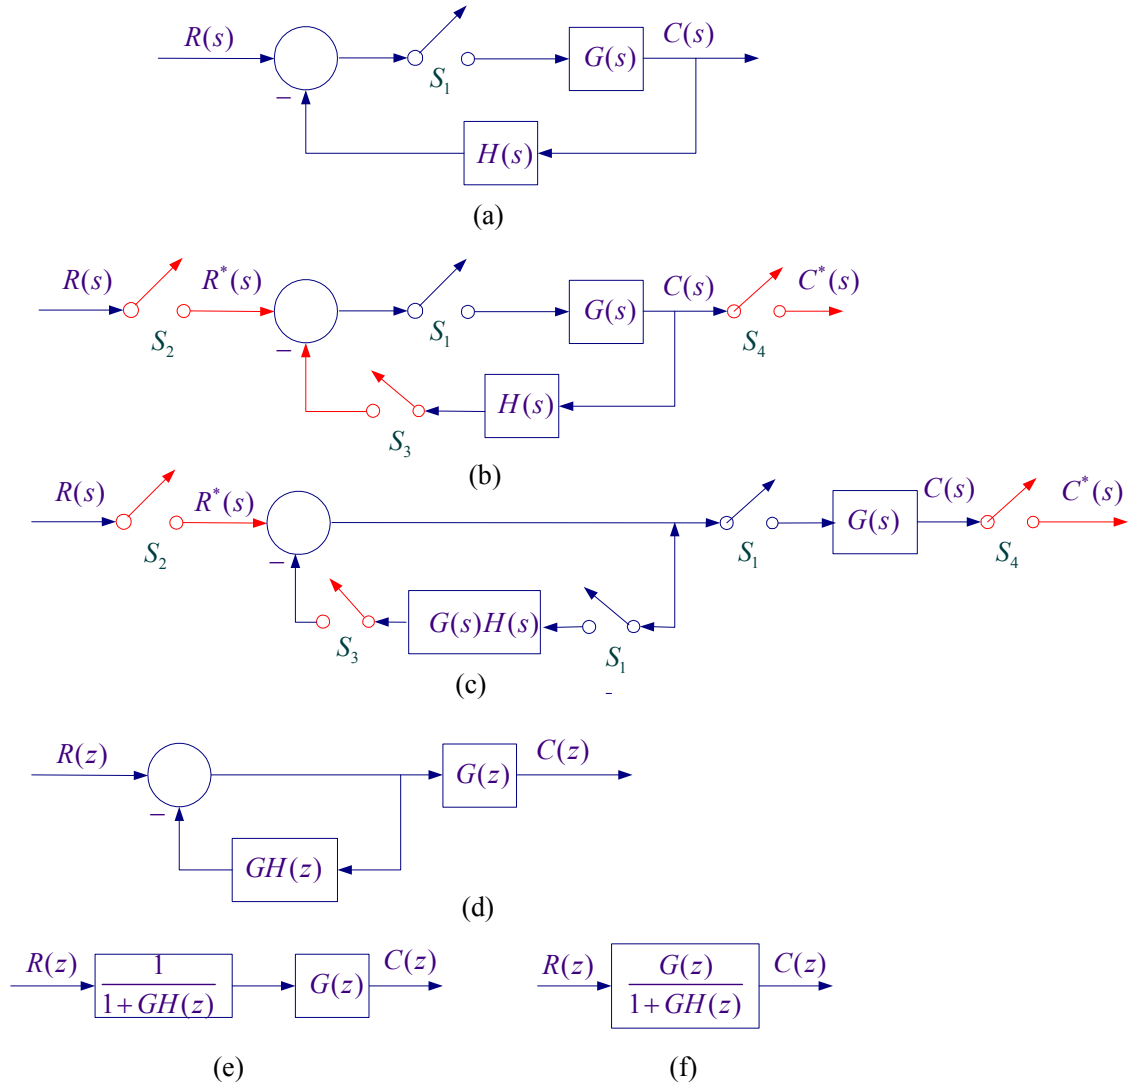 R(s) S₁ G(s) C(s)
−
H(s)
(a)
R(s) S₂ R*(s) S₁ G(s) C(s) S₄ C*(s)
−
S₃ H(s)
(b)
R(s) S₂ R*(s) S₁ G(s) C(s) S₄ C*(s)
−
S₃ G(s)H(s) S₁
(c)
R(z) G(z) C(z)
−
GH(z)
(d)
R(z) 1/(1+GH(z)) G(z) C(z)
(e)
R(z) G(z)/(1+GH(z)) C(z)
(f)